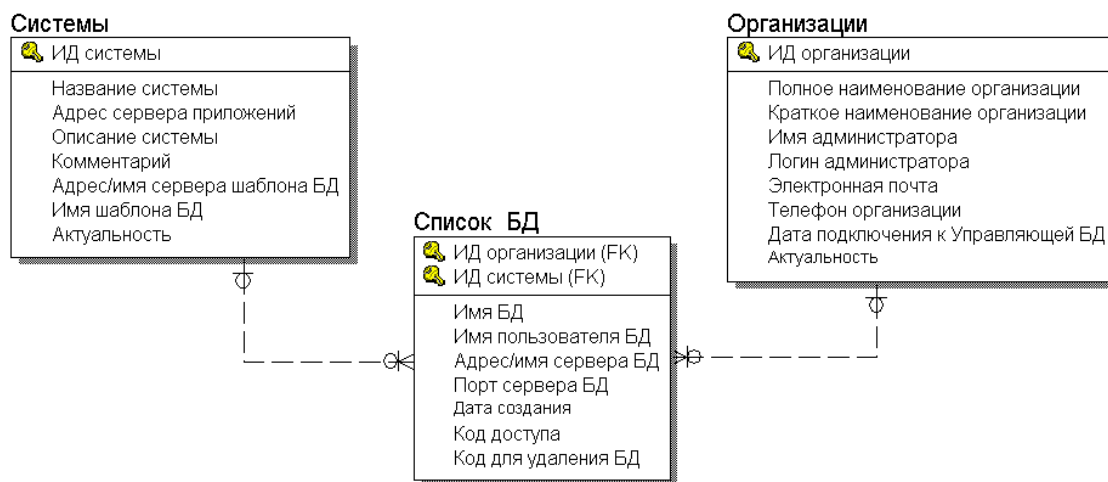 Системы
ИД системы
Название системы
Адрес сервера приложений
Описание системы
Комментарий
Адрес/имя сервера шаблона БД
Имя шаблона БД
Актуальность
Организации
ИД организации
Полное наименование организации
Краткое наименование организации
Имя администратора
Логин администратора
Электронная почта
Телефон организации
Дата подключения к Управляющей БД
Актуальность
Список БД
ИД организации (FK)
ИД системы (FK)
Имя БД
Имя пользователя БД
Адрес/имя сервера БД
Порт сервера БД
Дата создания
Код доступа
Код для удаления БД